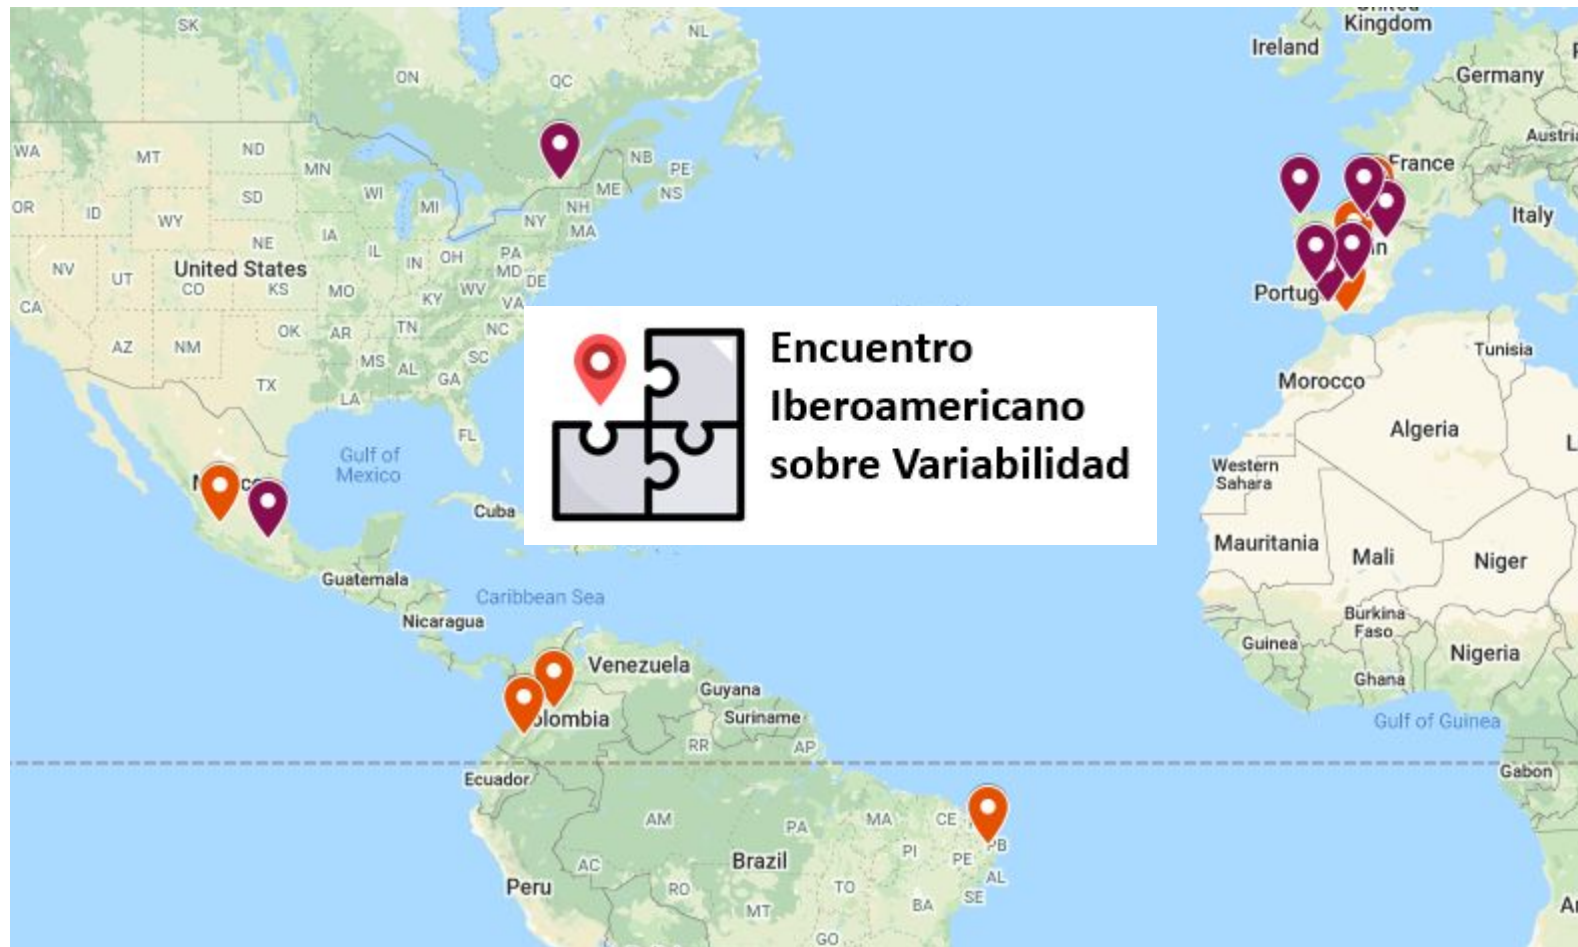 United
Kingdom
SK
NL
Ireland
ON
QC
Germany
WA
MT
ND
MN
NB
PE
Austria
France
OR
ID
SD
WI
MI
ME
NS
WY
NH
NY
MA
Italy
NE
IA
IL
IN
OH
PA
MD
DE
NV
UT
United States
CO
KS
MO
KY
WV
VA
Portug
CA
OK
AR
TN
NC
AZ
NM
MS
AL
SC
GA
TX
LA
Tunisia
Morocco
FL
Algeria
Gulf of
Mexico
Western
Sahara
Encuentro
Iberoamericano
sobre Variabilidad
Cuba
Mauritania
Mali
Niger
Guatemala
Caribbean Sea
Nicaragua
Burkina
Faso
Guinea
Nigeria
Venezuela
Ghana
Guyana
Suriname
Colombia
Gulf of Guinea
RR
AP
Ecuador
Gabon
AM
PA
MA
CE
PB
PI
PE
AC
Brazil
AL
Peru
RO
TO
SE
MT
BA
GO